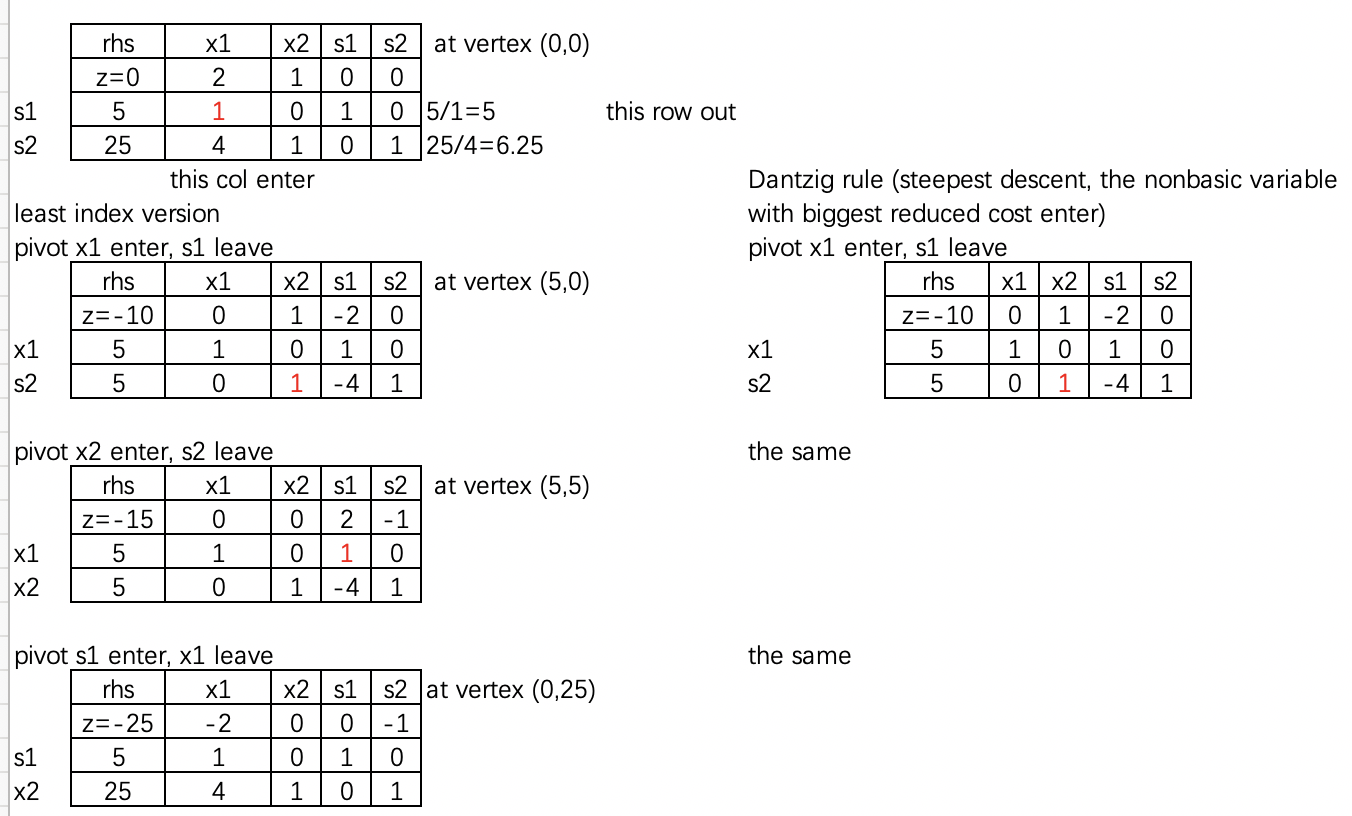 rhs x1 x2 s1 s2 at vertex (0,0)
z=0 2 1 0 0
s1 5 1 0 1 0 5/1=5 this row out
s2 25 4 1 0 1 25/4=6.25
this col enter Dantzig rule (steepest descent, the nonbasic variable
least index version with biggest reduced cost enter)
pivot x1 enter, s1 leave pivot x1 enter, s1 leave
rhs x1 x2 s1 s2 at vertex (5,0) rhs x1 x2 s1 s2
z=-10 0 1 -2 0 z=-10 0 1 -2 0
x1 5 1 0 1 0 x1 5 1 0 1 0
s2 5 0 1 -4 1 s2 5 0 1 -4 1
pivot x2 enter, s2 leave the same
rhs x1 x2 s1 s2 at vertex (5,5)
z=-15 0 0 2 -1
x1 5 1 0 1 0
x2 5 0 1 -4 1
pivot s1 enter, x1 leave the same
rhs x1 x2 s1 s2 at vertex (0,25)
z=-25 -2 0 0 -1
s1 5 1 0 1 0
x2 25 4 1 0 1